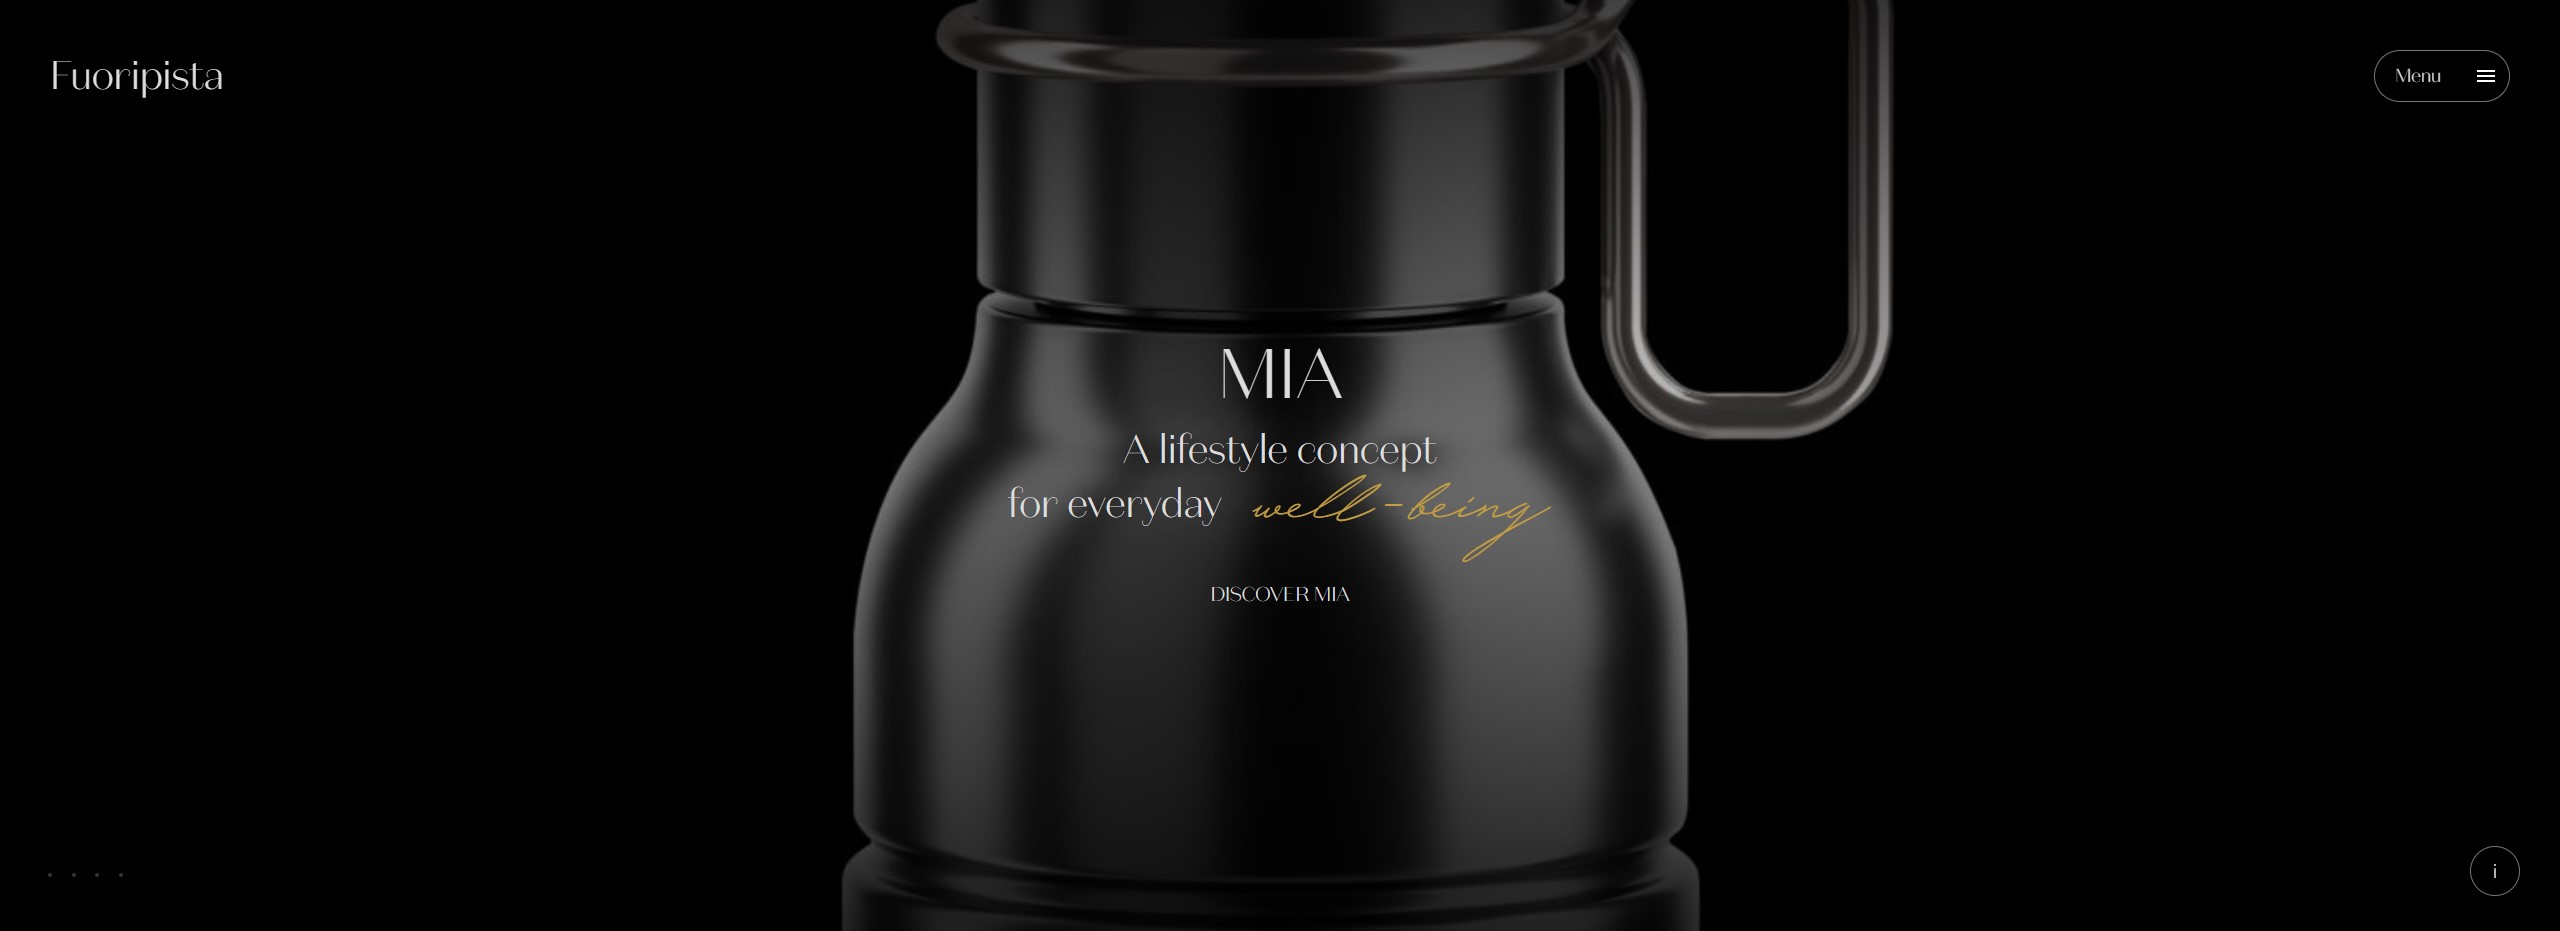 Fuoripista
Menu
MIA
A lifestyle concept
for everyday well-being
DISCOVER MIA
i